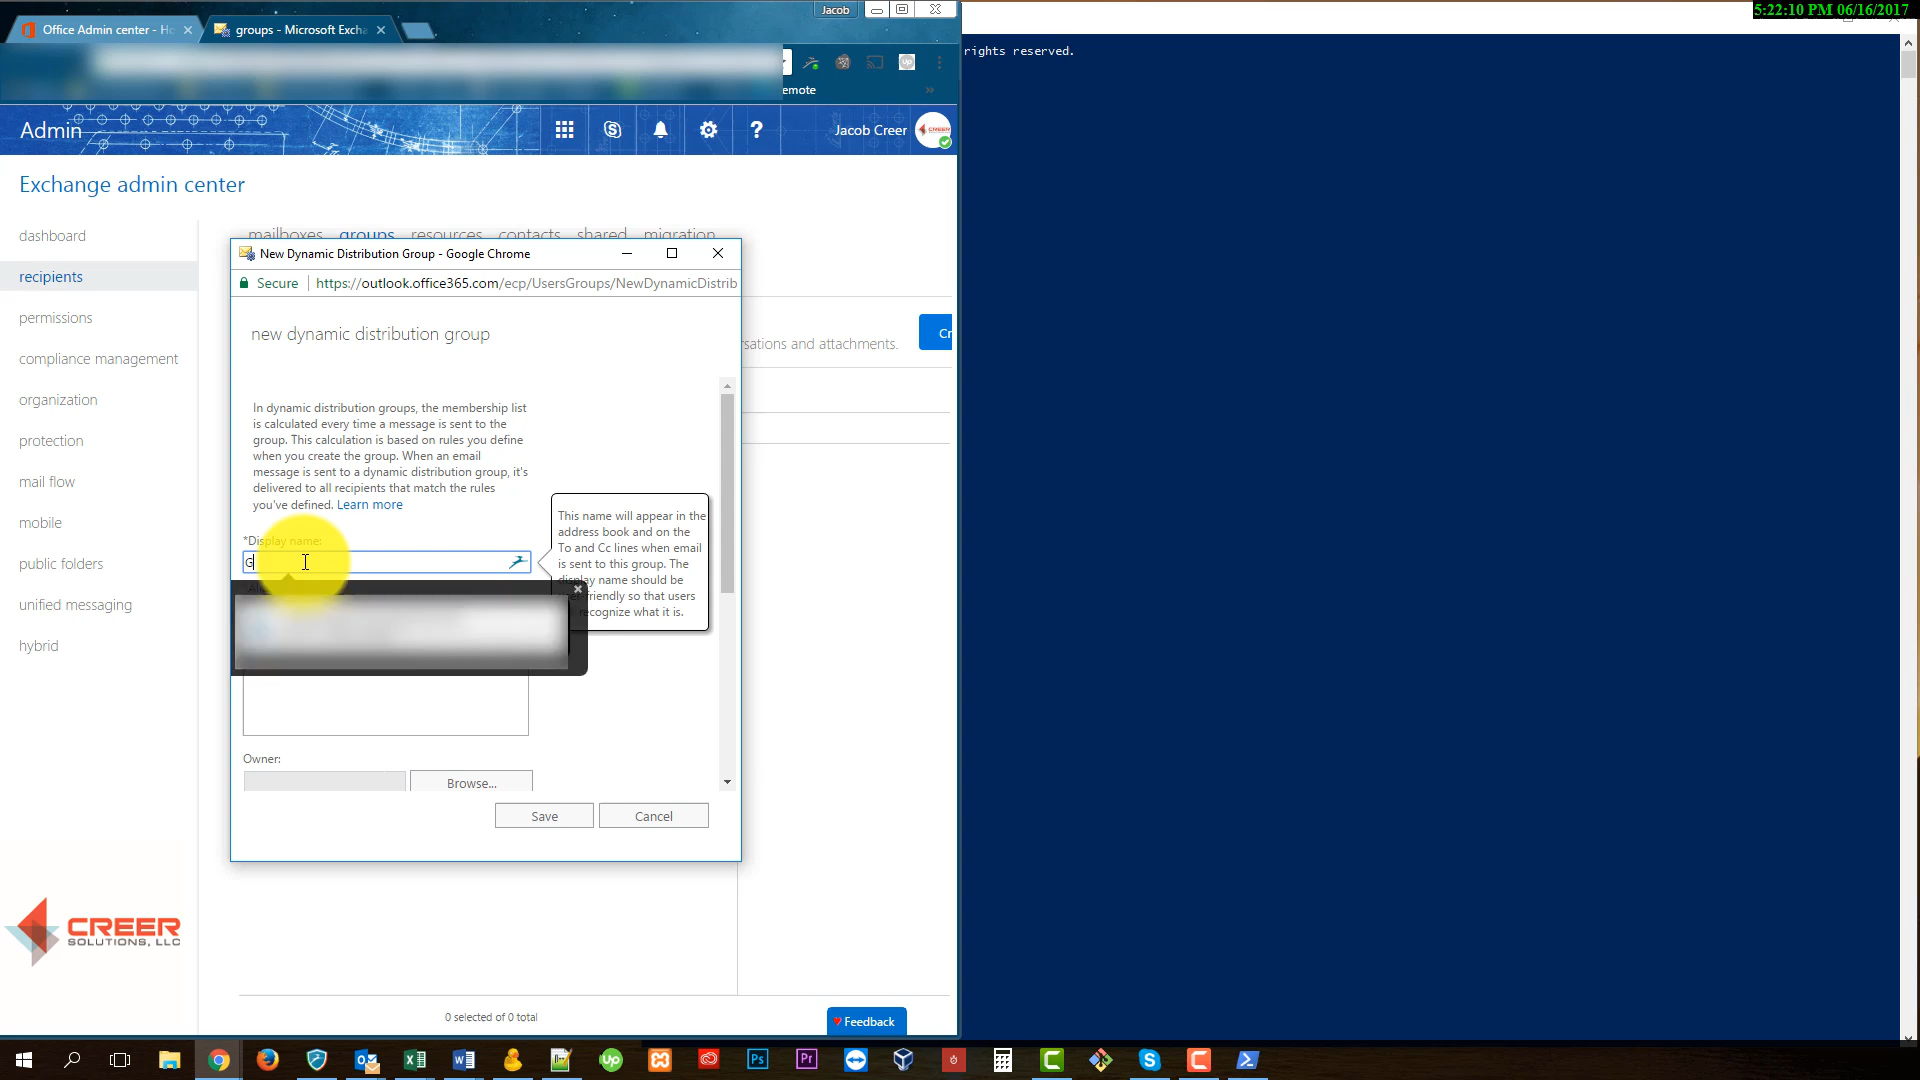 5:22:10 PM 06/16/2017
Jacob
Office Admin center - Ho
groups - Microsoft Excha
rights reserved.
emote
Admin
Jacob Creer
CREER
Exchange admin center
dashboard
recipients
permissions
compliance management
organization
protection
mail flow
mobile
public folders
unified messaging
hybrid
mailboxes groups resources contacts shared migration
New Dynamic Distribution Group - Google Chrome
Secure https://outlook.office365.com/ecp/UsersGroups/NewDynamicDistrib
new dynamic distribution group
rsations and attachments.
Cr
In dynamic distribution groups, the membership list
is calculated every time a message is sent to the
group. This calculation is based on rules you define
when you create the group. When an email
message is sent to a dynamic distribution group, it's
delivered to all recipients that match the rules
you've defined. Learn more
*Display name:
G
This name will appear in the
address book and on the
To and Cc lines when email
is sent to this group. The
display name should be
friendly so that users
recognize what it is.
Owner:
Browse...
Save
Cancel
CREER
SOLUTIONS, LLC
0 selected of 0 total
Feedback
up
Ps
Pr